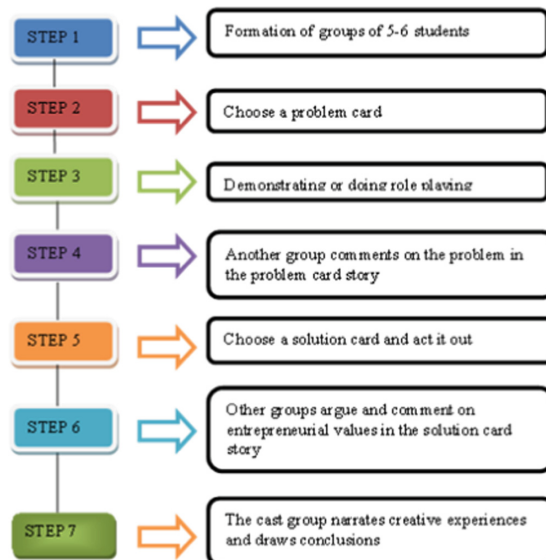 STEP 1
Formation of groups of 5-6 students
STEP 2
Choose a problem card
STEP 3
Demonstrating or doing role playing
STEP 4
Another group comments on the problem in
the problem card story
STEP 5
Choose a solution card and act it out
STEP 6
Other groups argue and comment on
entrepreneurial values in the solution card
story
STEP 7
The cast group narrates creative experiences
and draws conclusions